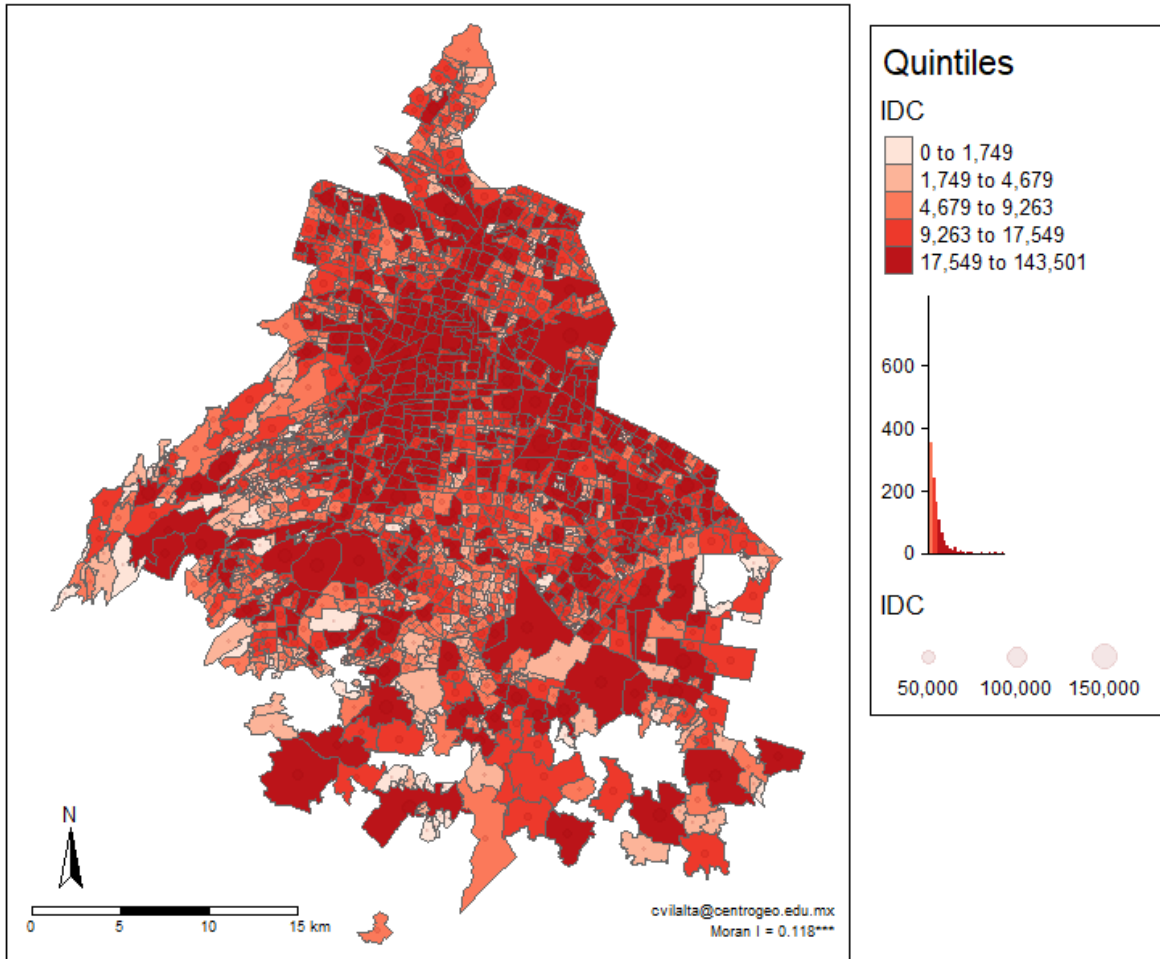 N
0 5 10 15 km
cvilalta@centrogeo.edu.mx
Moran I = 0.118***
Quintiles
IDC
0 to 1,749
1,749 to 4,679
4,679 to 9,263
9,263 to 17,549
17,549 to 143,501
600
400
200
0
IDC
50,000 100,000 150,000